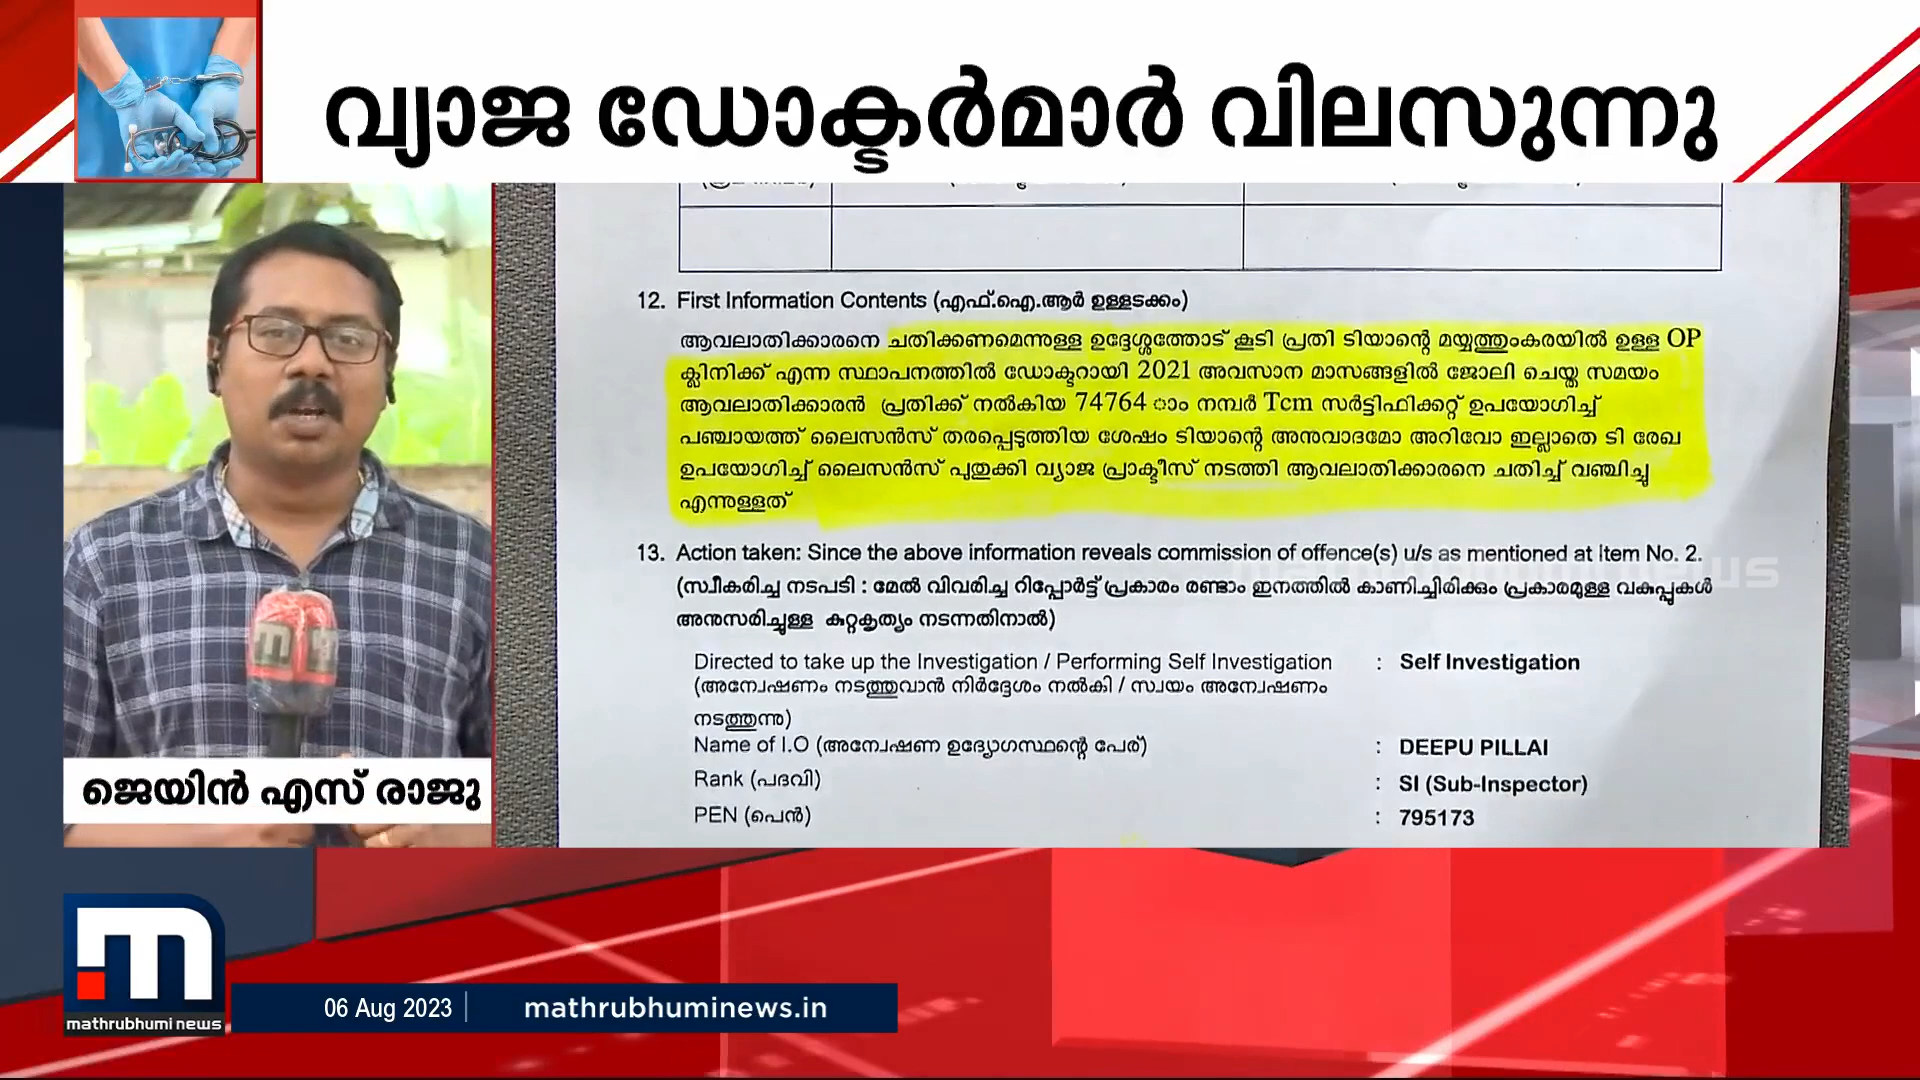 വ്യാജ ഡോക്ടർമാർ വിലസുന്നു
12. First Information Contents (എഫ്.ഐ.ആർ ഉള്ളടക്കം)
ആവലാതിക്കാരനെ ചതിക്കണമെന്നുള്ള ഉദ്ദേശ്ശത്തോട് കൂടി പ്രതി ടിയാന്റെ മയ്യത്തുംകരയിൽ ഉള്ള OP
ക്ലിനിക്ക് എന്ന സ്ഥാപനത്തിൽ ഡോക്ടറായി 2021 അവസാന മാസങ്ങളിൽ ജോലി ചെയ്ത സമയം
ആവലാതിക്കാരൻ പ്രതിക്ക് നൽകിയ 74764 ാം നമ്പർ Tcm സർട്ടിഫിക്കറ്റ് ഉപയോഗിച്ച്
പഞ്ചായത്ത് ലൈസൻസ് തരപ്പെടുത്തിയ ശേഷം ടിയാന്റെ അനുവാദമോ അറിവോ ഇല്ലാതെ ടി രേഖ
ഉപയോഗിച്ച് ലൈസൻസ് പുതുക്കി വ്യാജ പ്രാക്ടീസ് നടത്തി ആവലാതിക്കാരനെ ചതിച്ച് വഞ്ചിച്ചു
എന്നുള്ളത്
13. Action taken: Since the above information reveals commission of offence(s) u/s as mentioned at Item No. 2.
(സ്വീകരിച്ച നടപടി : മേൽ വിവരിച്ച റിപ്പോർട്ട് പ്രകാരം രണ്ടാം ഇനത്തിൽ കാണിച്ചിരിക്കും പ്രകാരമുള്ള വകുപ്പുകൾ
അനുസരിച്ചുള്ള കുറ്റകൃത്യം നടന്നതിനാൽ)
Directed to take up the Investigation / Performing Self Investigation : Self Investigation
(അന്വേഷണം നടത്തുവാൻ നിർദ്ദേശം നൽകി / സ്വയം അന്വേഷണം
നടത്തുന്നു)
Name of I.O (അന്വേഷണ ഉദ്യോഗസ്ഥന്റെ പേര്) : DEEPU PILLAI
Rank (പദവി) : SI (Sub-Inspector)
PEN (പെൻ) : 795173
mathrubhumi news
ജെയിൻ എസ് രാജു
mathrubhumi news
06 Aug 2023
mathrubhuminews.in